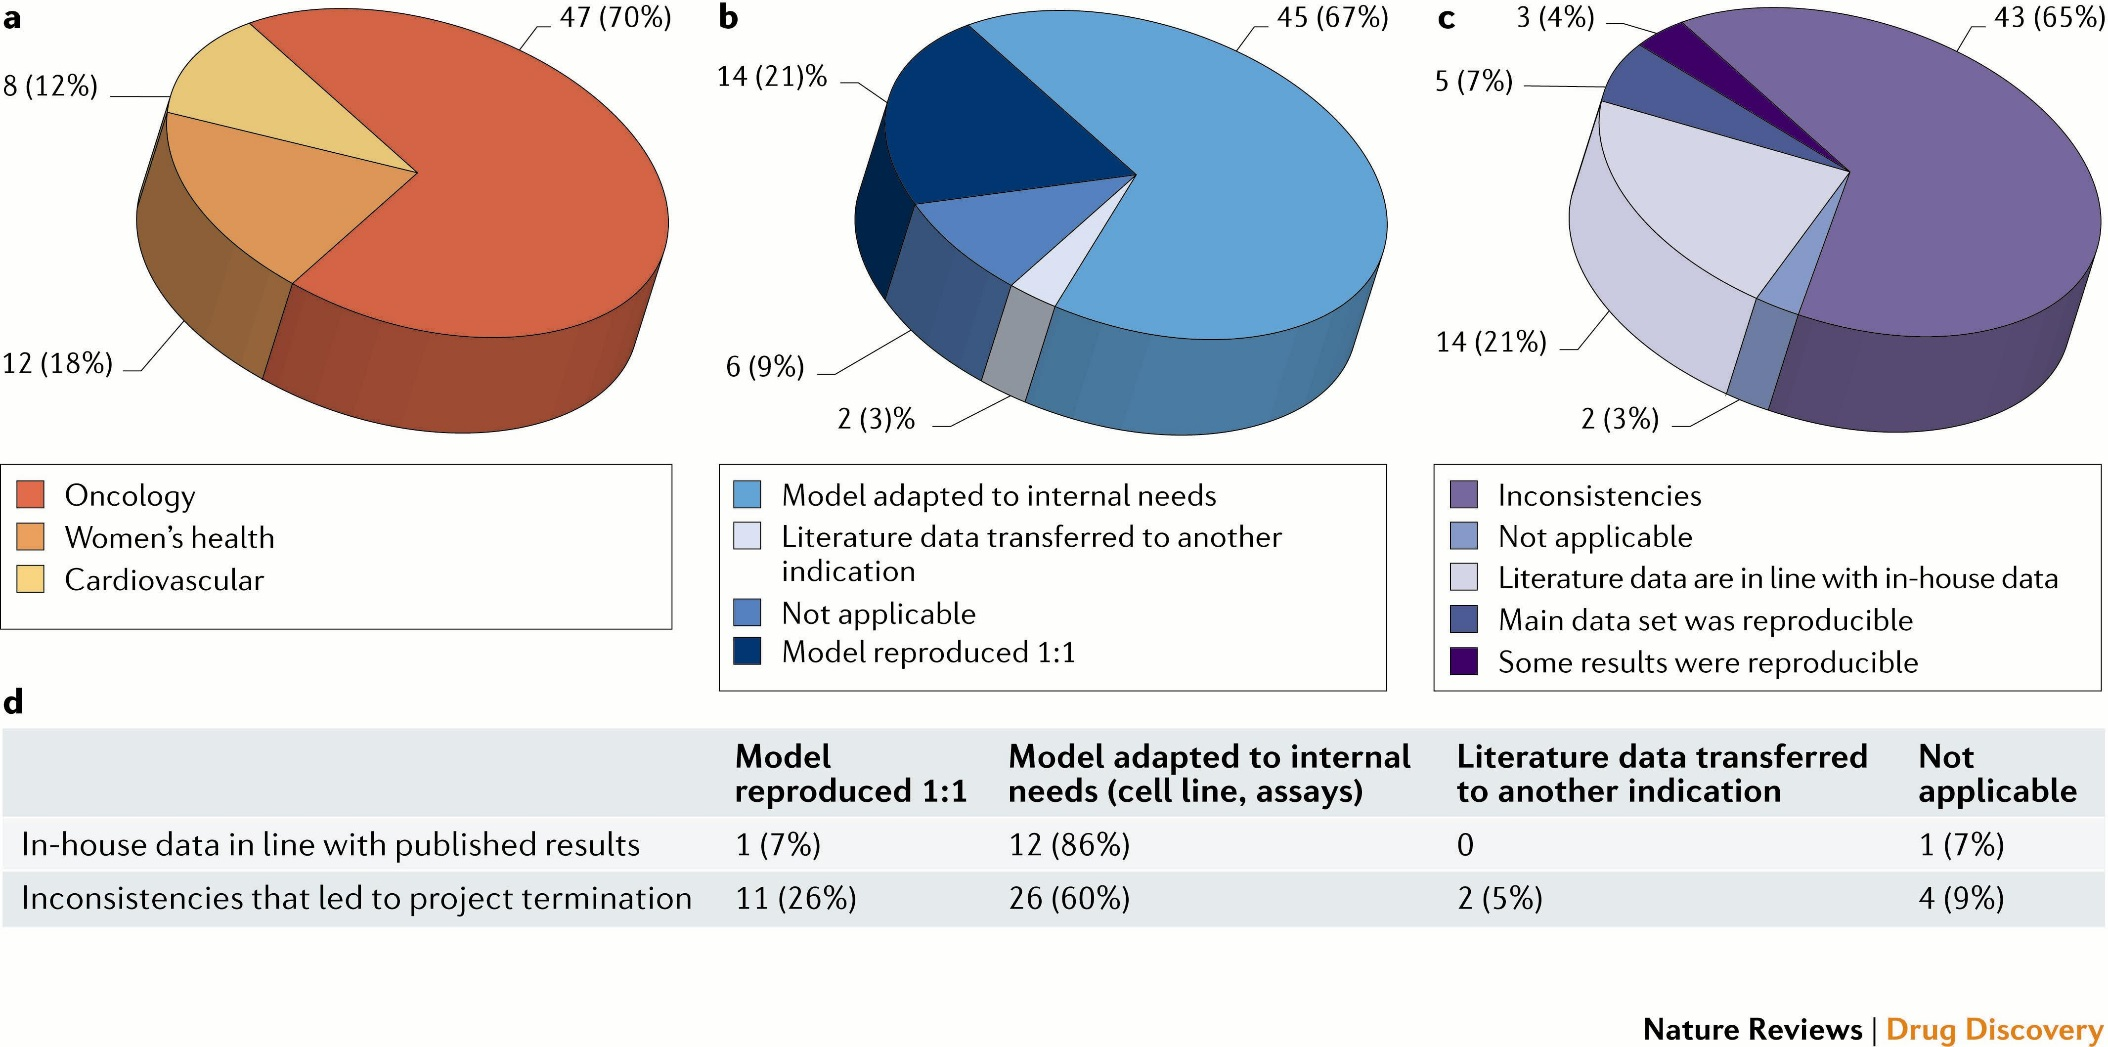 a
47 (70%)
8 (12%)
12 (18%)
Oncology
Women's health
Cardiovascular
b
45 (67%)
14 (21)%
6 (9%)
2 (3)%
Model adapted to internal needs
Literature data transferred to another
indication
Not applicable
Model reproduced 1:1
c
3 (4%)
43 (65%)
5 (7%)
14 (21%)
2 (3%)
Inconsistencies
Not applicable
Literature data are in line with in-house data
Main data set was reproducible
Some results were reproducible
d
Model
reproduced 1:1
Model adapted to internal
needs (cell line, assays)
Literature data transferred
to another indication
Not
applicable
In-house data in line with published results 1 (7%) 12 (86%) 0 1 (7%)
Inconsistencies that led to project termination 11 (26%) 26 (60%) 2 (5%) 4 (9%)
Nature Reviews | Drug Discovery